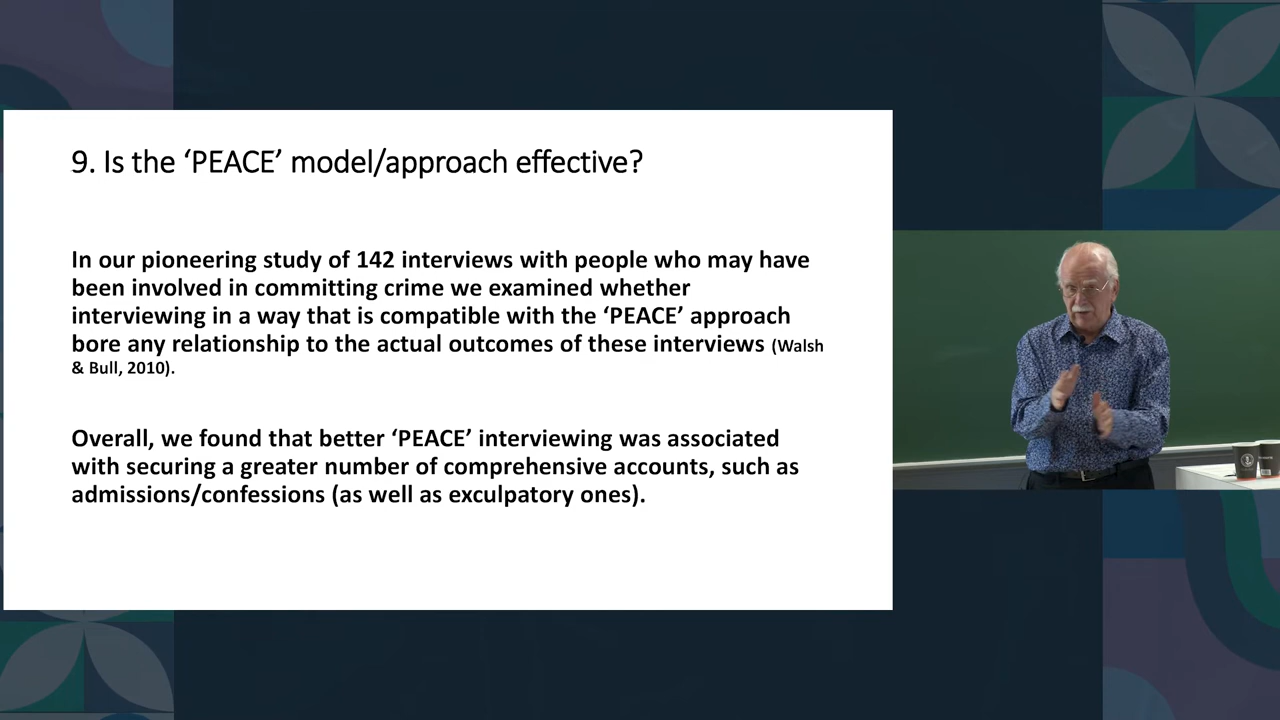 9. Is the ‘PEACE’ model/approach effective?
In our pioneering study of 142 interviews with people who may have
been involved in committing crime we examined whether
interviewing in a way that is compatible with the ‘PEACE’ approach
bore any relationship to the actual outcomes of these interviews (Walsh
& Bull, 2010).
Overall, we found that better ‘PEACE’ interviewing was associated
with securing a greater number of comprehensive accounts, such as
admissions/confessions (as well as exculpatory ones).